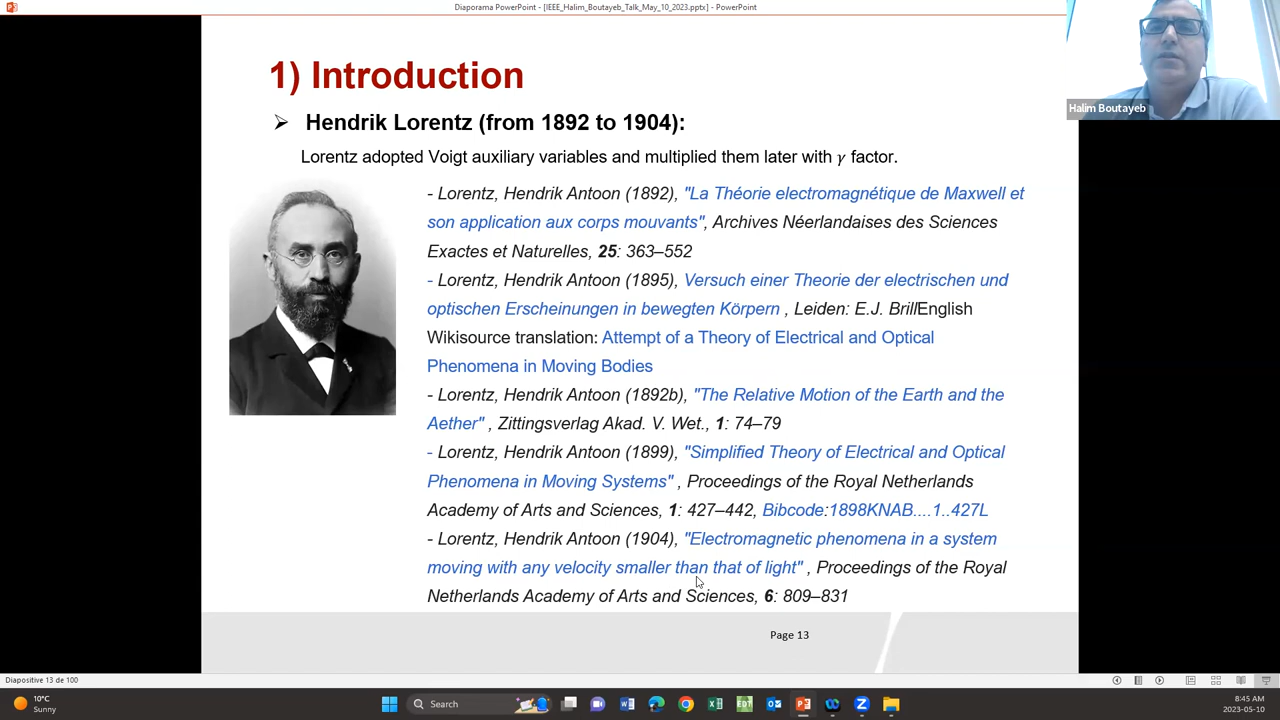 Diaporama PowerPoint - [IEEE_Halim_Boutayeb_Talk_May_10_2023.pptx] - PowerPoint
Halim Boutayeb
1) Introduction
➢ Hendrik Lorentz (from 1892 to 1904):
Lorentz adopted Voigt auxiliary variables and multiplied them later with γ factor.
- Lorentz, Hendrik Antoon (1892), "La Théorie electromagnétique de Maxwell et
son application aux corps mouvants", Archives Néerlandaises des Sciences
Exactes et Naturelles, 25: 363–552
- Lorentz, Hendrik Antoon (1895), Versuch einer Theorie der electrischen und
optischen Erscheinungen in bewegten Körpern , Leiden: E.J. BrillEnglish
Wikisource translation: Attempt of a Theory of Electrical and Optical
Phenomena in Moving Bodies
- Lorentz, Hendrik Antoon (1892b), "The Relative Motion of the Earth and the
Aether" , Zittingsverlag Akad. V. Wet., 1: 74–79
- Lorentz, Hendrik Antoon (1899), "Simplified Theory of Electrical and Optical
Phenomena in Moving Systems" , Proceedings of the Royal Netherlands
Academy of Arts and Sciences, 1: 427–442, Bibcode:1898KNAB....1..427L
- Lorentz, Hendrik Antoon (1904), "Electromagnetic phenomena in a system
moving with any velocity smaller than that of light" , Proceedings of the Royal
Netherlands Academy of Arts and Sciences, 6: 809–831
Page 13
Diapositive 13 de 100
10°C
Sunny
Search
EDT
8:45 AM
2023-05-10